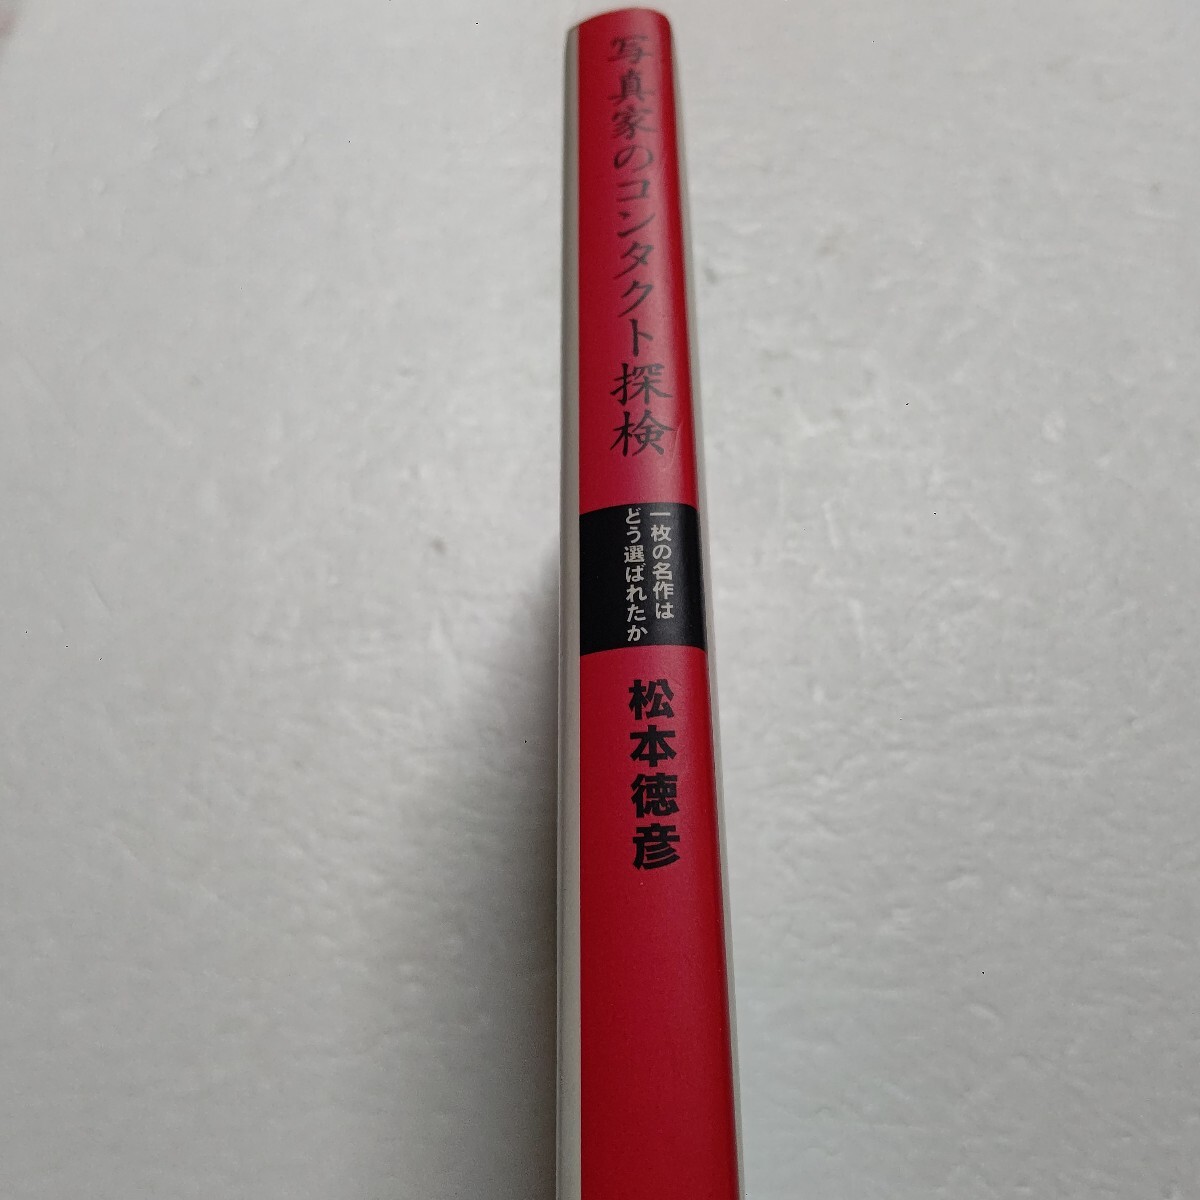 写真家のコンタクト探検
一枚の名作は
どう選ばれたか
松本徳彦